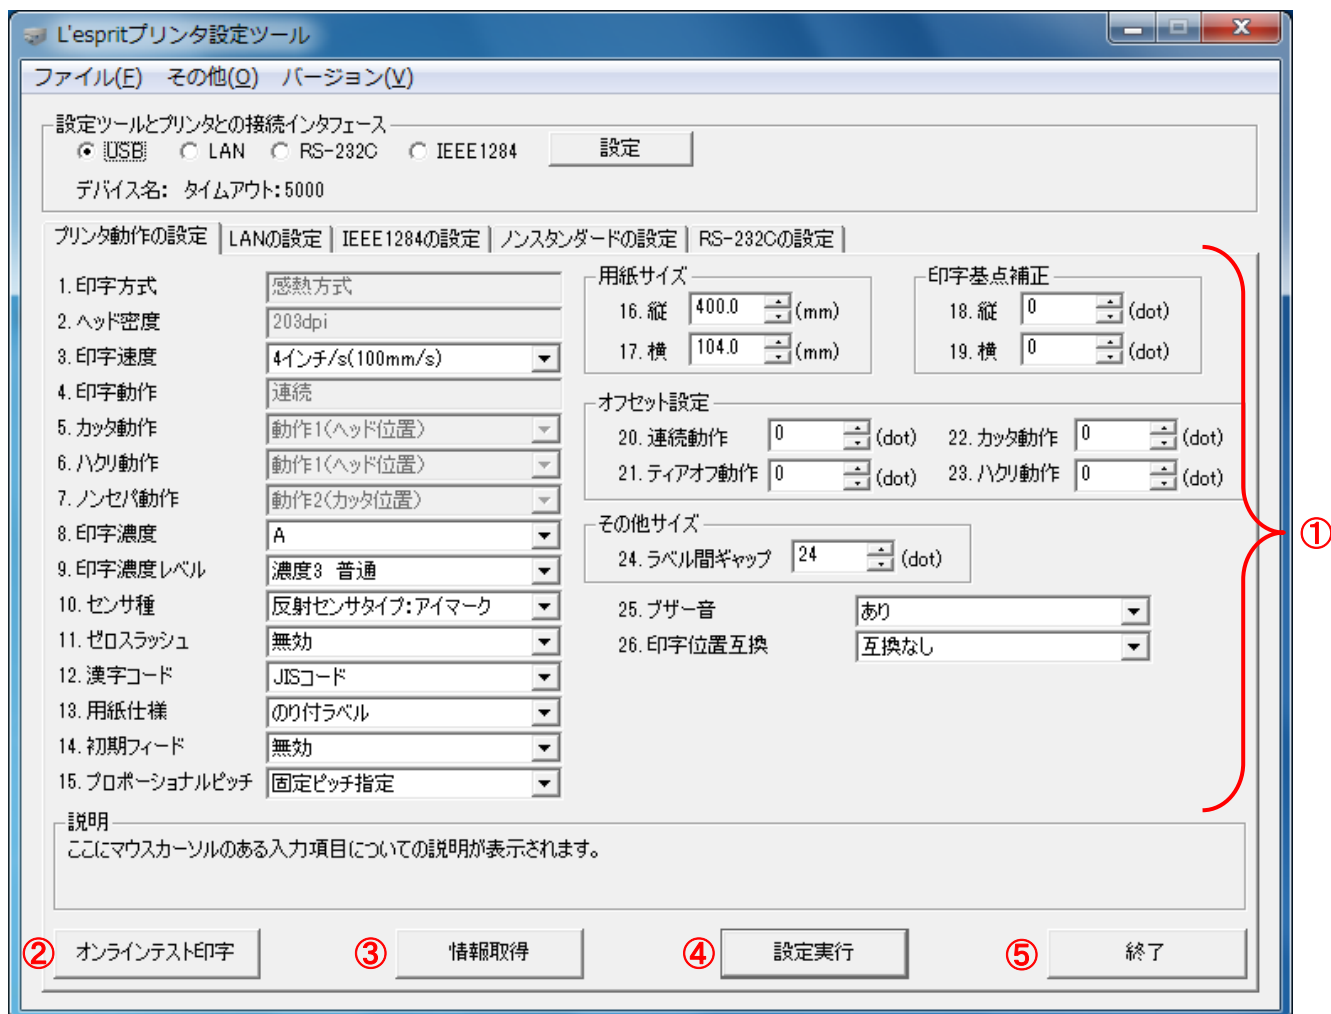 L'espritプリンタ設定ツール
ファイル(F) その他(O) バージョン(V)
設定ツールとプリンタとの接続インタフェース
USB LAN RS-232C IEEE1284 設定
デバイス名: タイムアウト:5000
プリンタ動作の設定 LANの設定 IEEE1284の設定 ノンスタンダードの設定 RS-232Cの設定
1.印字方式 感熱方式
2.ヘッド密度 203dpi
3.印字速度 4インチ/s(100mm/s)
4.印字動作 連続
5.カッタ動作 動作1(ヘッド位置)
6.ハクリ動作 動作1(ヘッド位置)
7.ノンセパ動作 動作2(カッタ位置)
8.印字濃度 A
9.印字濃度レベル 濃度3 普通
10.センサ種 反射センサタイプ:アイマーク
11.ゼロスラッシュ 無効
12.漢字コード JISコード
13.用紙仕様 のり付ラベル
14.初期フィード 無効
15.プロポーショナルピッチ 固定ピッチ指定
用紙サイズ
16.縦 400.0 (mm)
17.横 104.0 (mm)
印字基点補正
18.縦 0 (dot)
19.横 0 (dot)
オフセット設定
20.連続動作 0 (dot) 22.カッタ動作 0 (dot)
21.ティアオフ動作 0 (dot) 23.ハクリ動作 0 (dot)
その他サイズ
24.ラベル間ギャップ 24 (dot)
25.ブザー音 あり
26.印字位置互換 互換なし
①
説明
ここにマウスカーソルのある入力項目についての説明が表示されます。
② オンラインテスト印字 ③ 情報取得 ④ 設定実行 ⑤ 終了